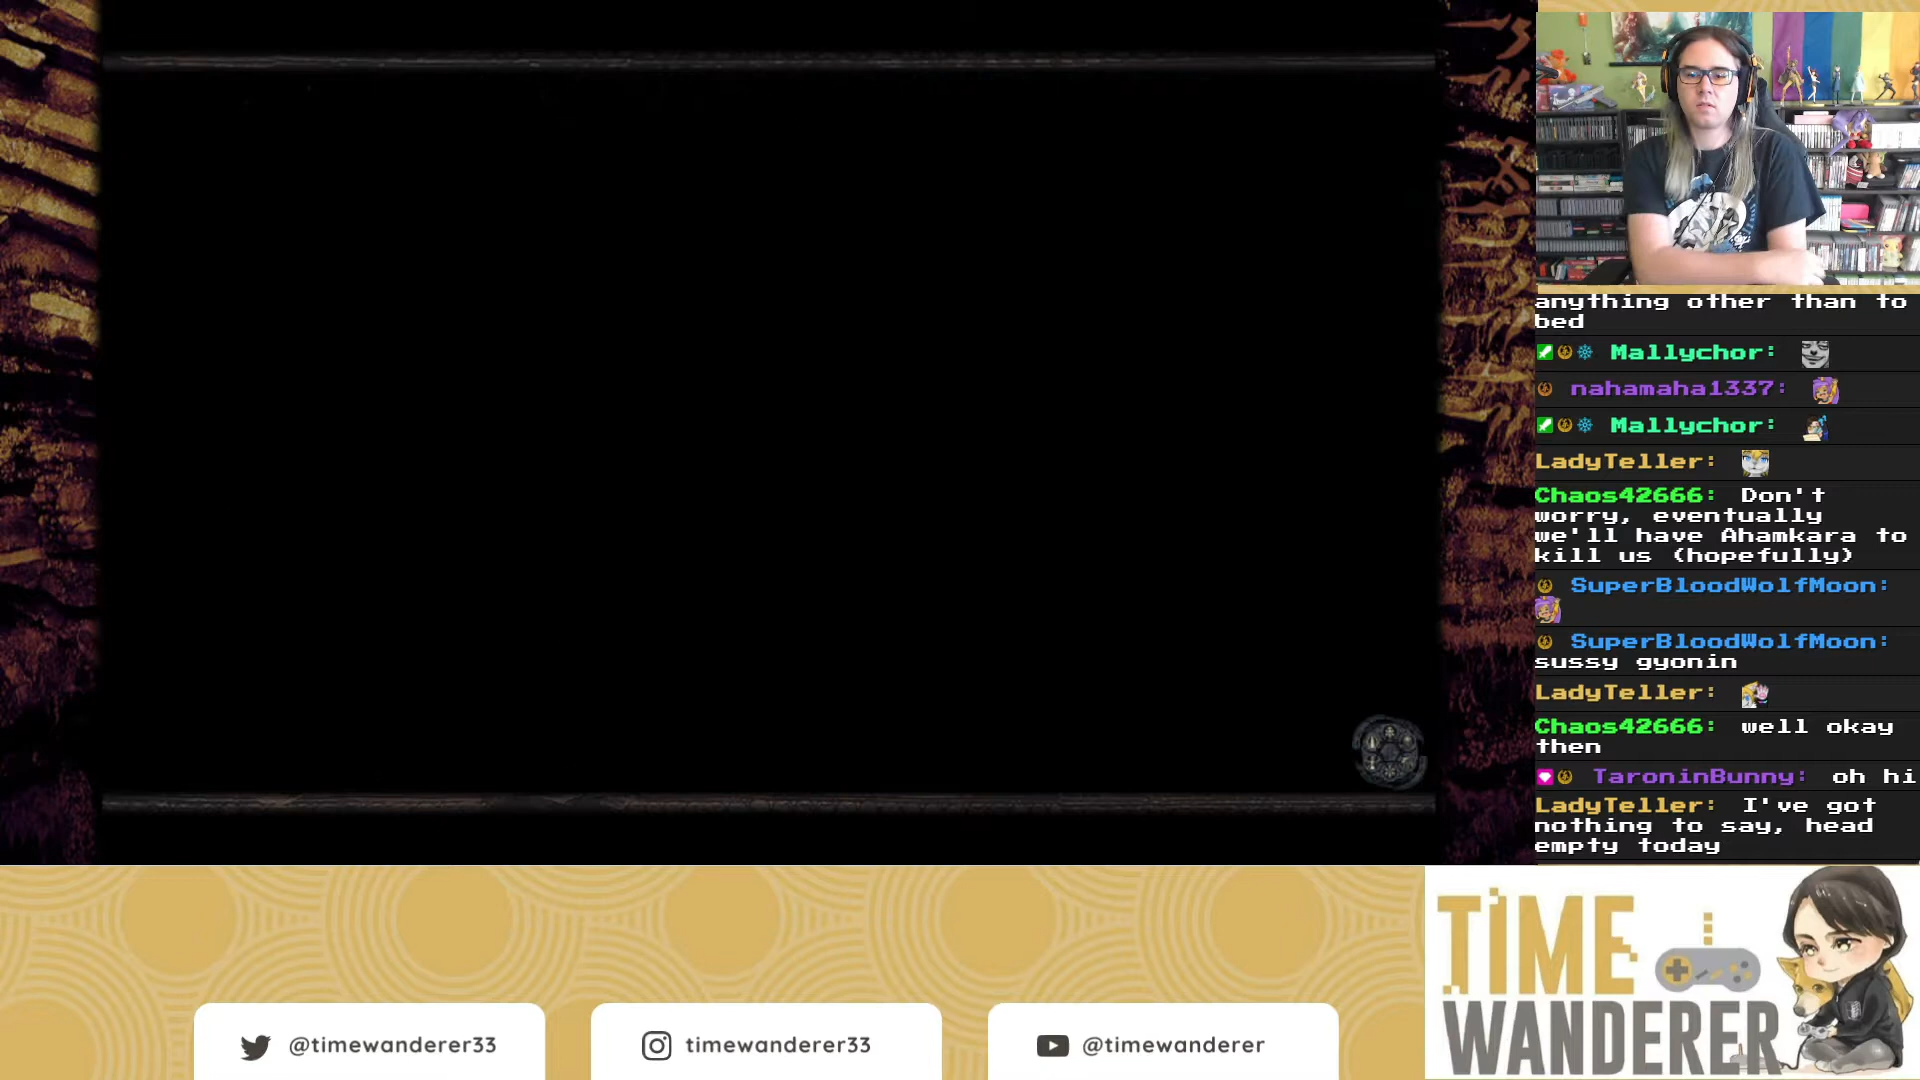 anything other than to
bed
Mallychor:
nahamaha1337:
Mallychor:
LadyTeller:
Chaos42666: Don't
worry, eventually
we'll have Ahamkara to
kill us (hopefully)
SuperBloodWolfMoon:
SuperBloodWolfMoon:
sussy gyonin
LadyTeller:
Chaos42666: well okay
then
TaroninBunny: oh hi
LadyTeller: I've got
nothing to say, head
empty today
TIME
WANDERER
@timewanderer33
timewanderer33
@timewanderer